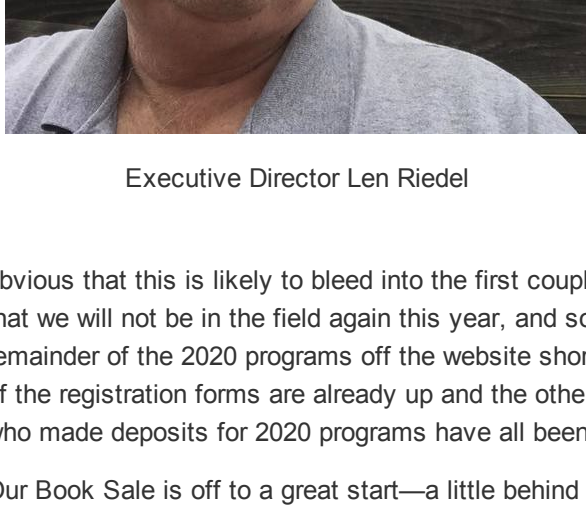 Executive Director Len Riedel
bvious that this is likely to bleed into the first coupl
hat we will not be in the field again this year, and so
emainder of the 2020 programs off the website shor
f the registration forms are already up and the othe
who made deposits for 2020 programs have all been
Our Book Sale is off to a great start—a little behind